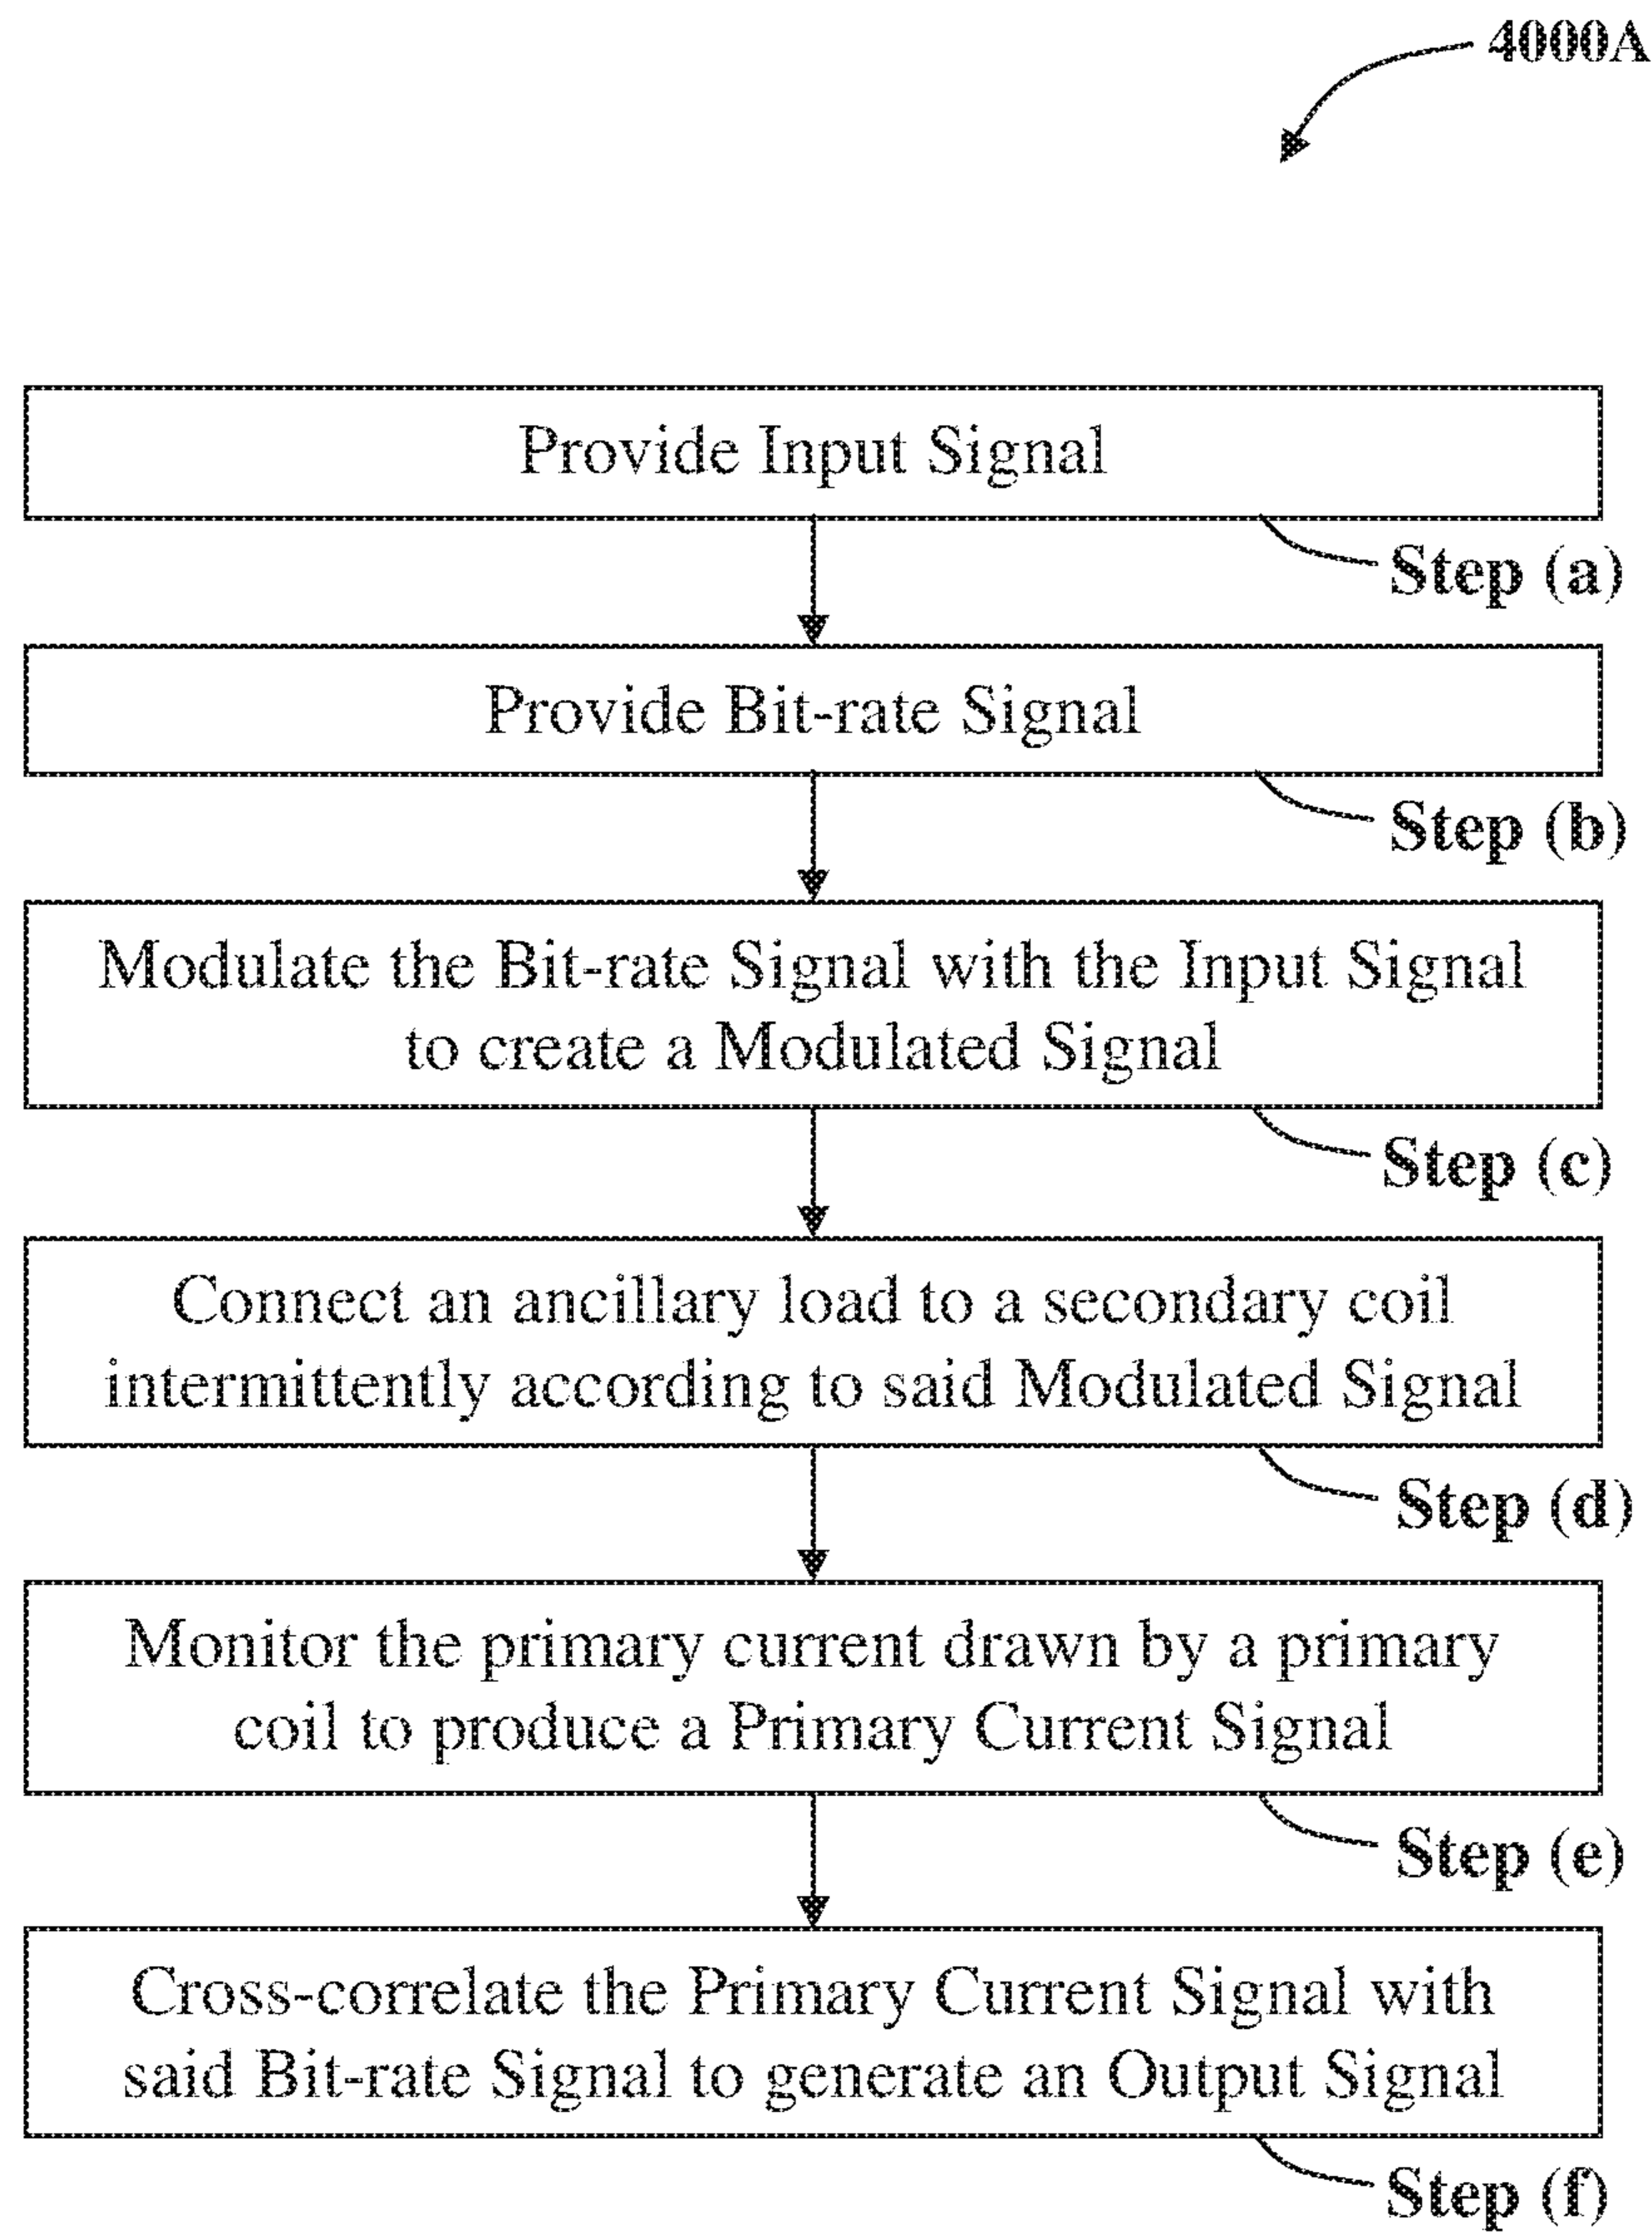 4000A
Provide Input Signal
Step (a)
Provide Bit-rate Signal
Step (b)
Modulate the Bit-rate Signal with the Input Signal
to create a Modulated Signal
Step (c)
Connect an ancillary load to a secondary coil
intermittently according to said Modulated Signal
Step (d)
Monitor the primary current drawn by a primary
coil to produce a Primary Current Signal
Step (e)
Cross-correlate the Primary Current Signal with
said Bit-rate Signal to generate an Output Signal
Step (f)